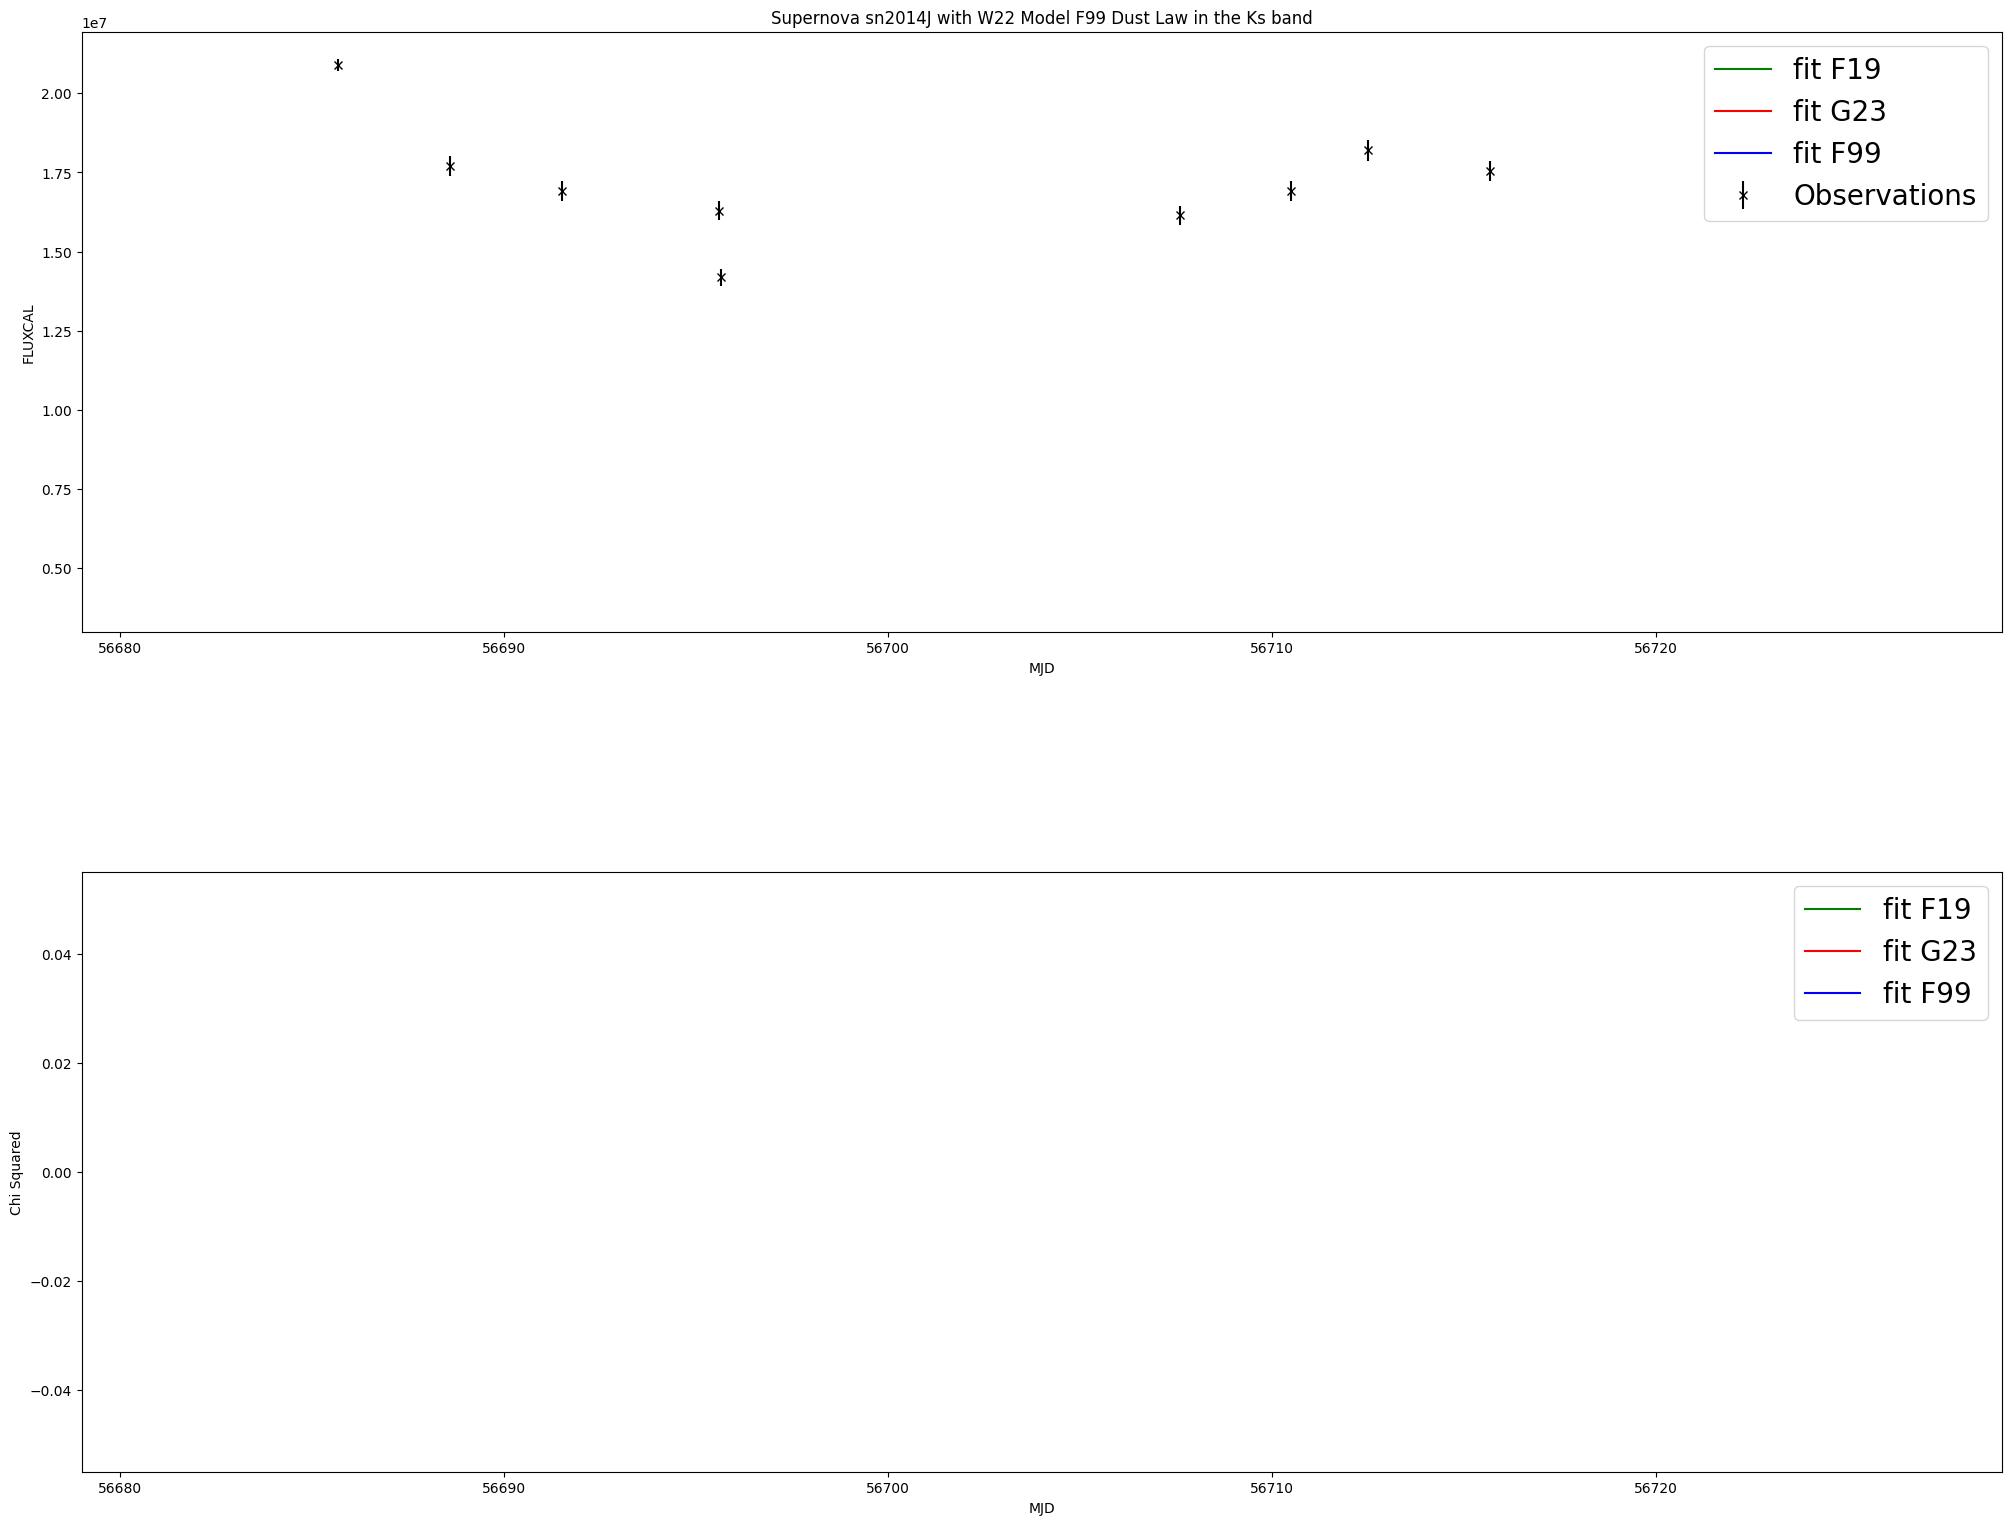 Supernova sn2014J with W22 Model F99 Dust Law in the Ks band
1e7
2.00
1.75
1.50
1.25
1.00
0.75
0.50
FLUXCAL
fit F19
fit G23
fit F99
Observations
56680 56690 56700 56710 56720
MJD
0.04
0.02
0.00
−0.02
−0.04
Chi Squared
fit F19
fit G23
fit F99
56680 56690 56700 56710 56720
MJD